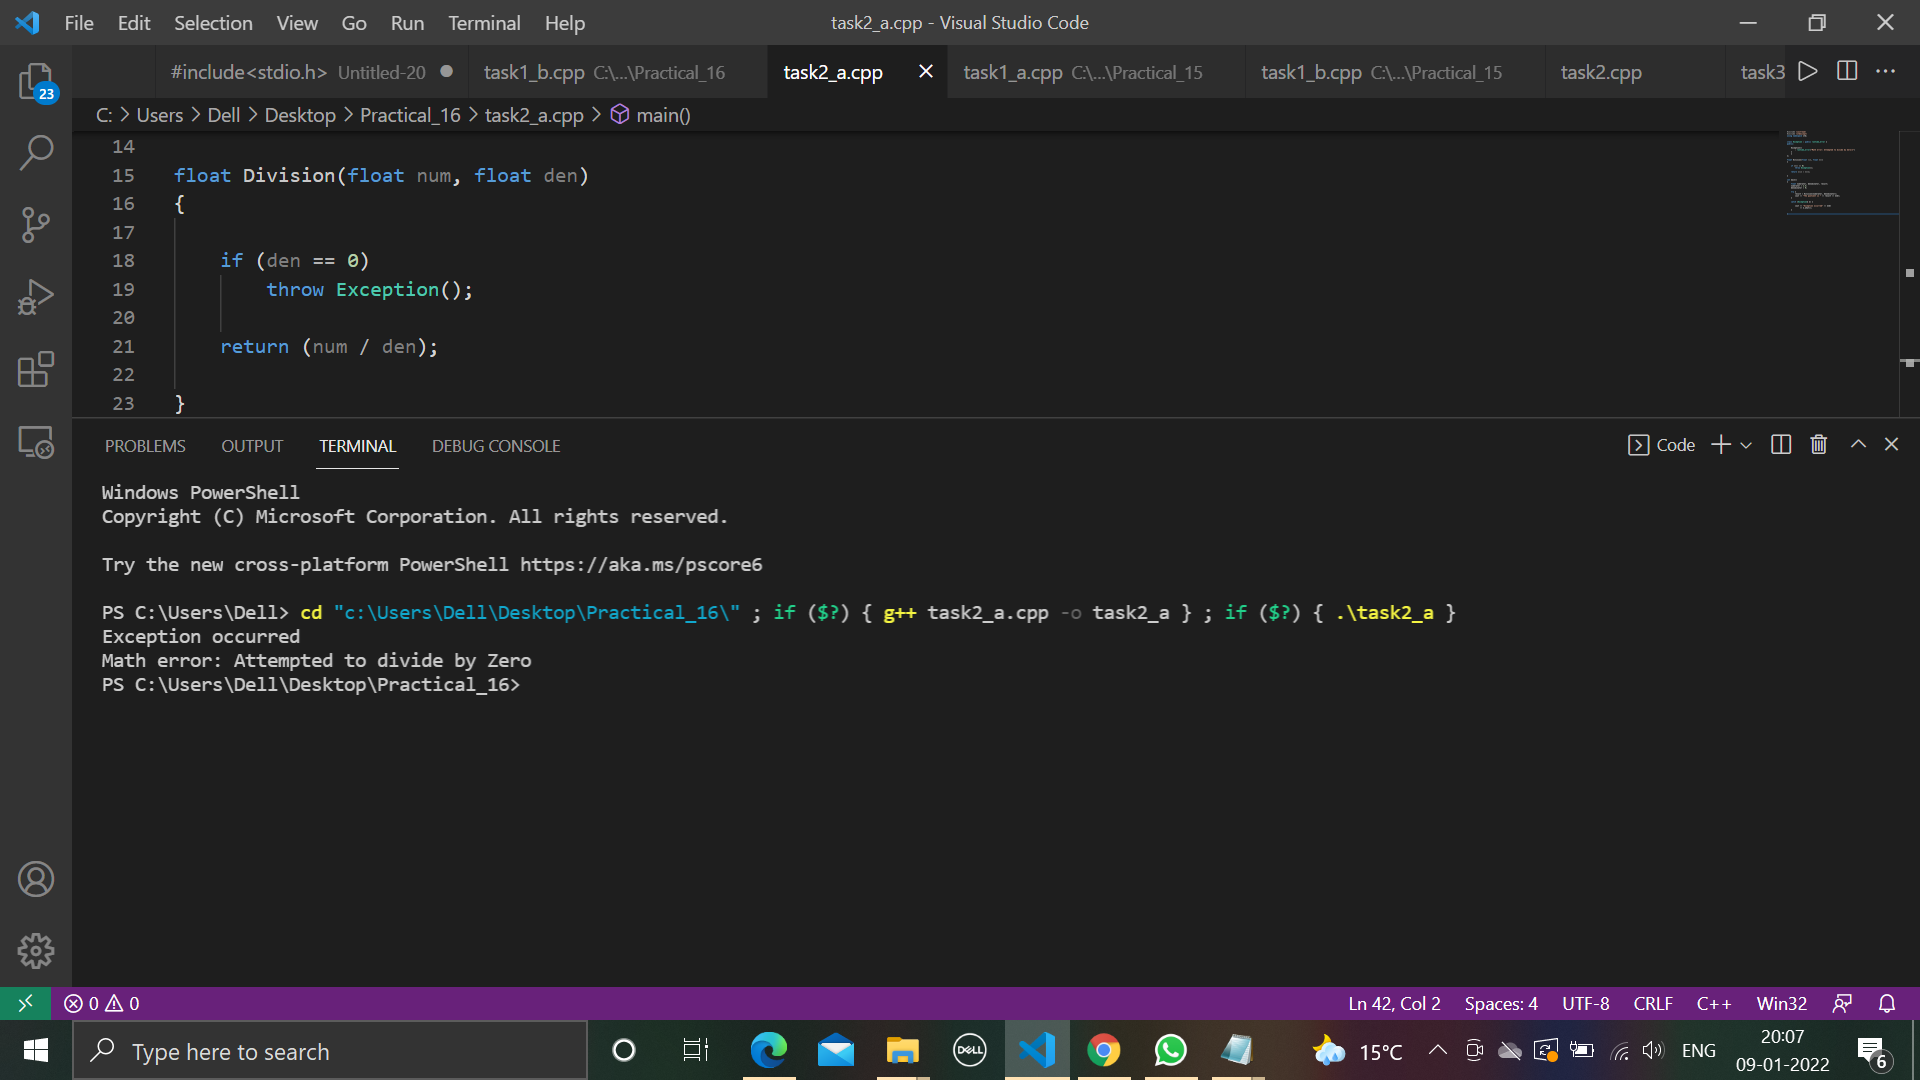 File Edit Selection View Go Run Terminal Help
task2_a.cpp - Visual Studio Code
23
#include<stdio.h> Untitled-20
task1_b.cpp C:\...\Practical_16
task2_a.cpp
task1_a.cpp C:\...\Practical_15
task1_b.cpp C:\...\Practical_15
task2.cpp
task3
C: > Users > Dell > Desktop > Practical_16 > task2_a.cpp > main()
14
15 float Division(float num, float den)
16 {
17
18 if (den == 0)
19 throw Exception();
20
21 return (num / den);
22
23 }
PROBLEMS OUTPUT TERMINAL DEBUG CONSOLE
Code
Windows PowerShell
Copyright (C) Microsoft Corporation. All rights reserved.
Try the new cross-platform PowerShell https://aka.ms/pscore6
PS C:\Users\Dell> cd "c:\Users\Dell\Desktop\Practical_16\" ; if ($?) { g++ task2_a.cpp -o task2_a } ; if ($?) { .\task2_a }
Exception occurred
Math error: Attempted to divide by Zero
PS C:\Users\Dell\Desktop\Practical_16>
0 0
Ln 42, Col 2 Spaces: 4 UTF-8 CRLF C++ Win32
Type here to search
DELL
15°C
ENG
20:07
09-01-2022
6